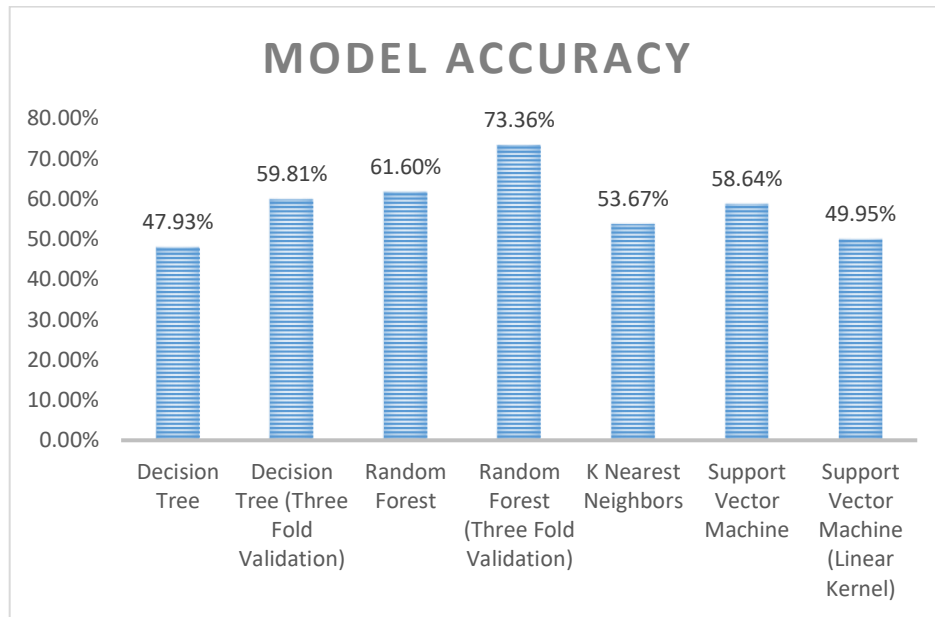 MODEL ACCURACY
80.00%
70.00%
60.00%
50.00%
40.00%
30.00%
20.00%
10.00%
0.00%
47.93%
59.81%
61.60%
73.36%
53.67%
58.64%
49.95%
Decision
Tree
Decision
Tree (Three
Fold
Validation)
Random
Forest
Random
Forest
(Three Fold
Validation)
K Nearest
Neighbors
Support
Vector
Machine
Support
Vector
Machine
(Linear
Kernel)